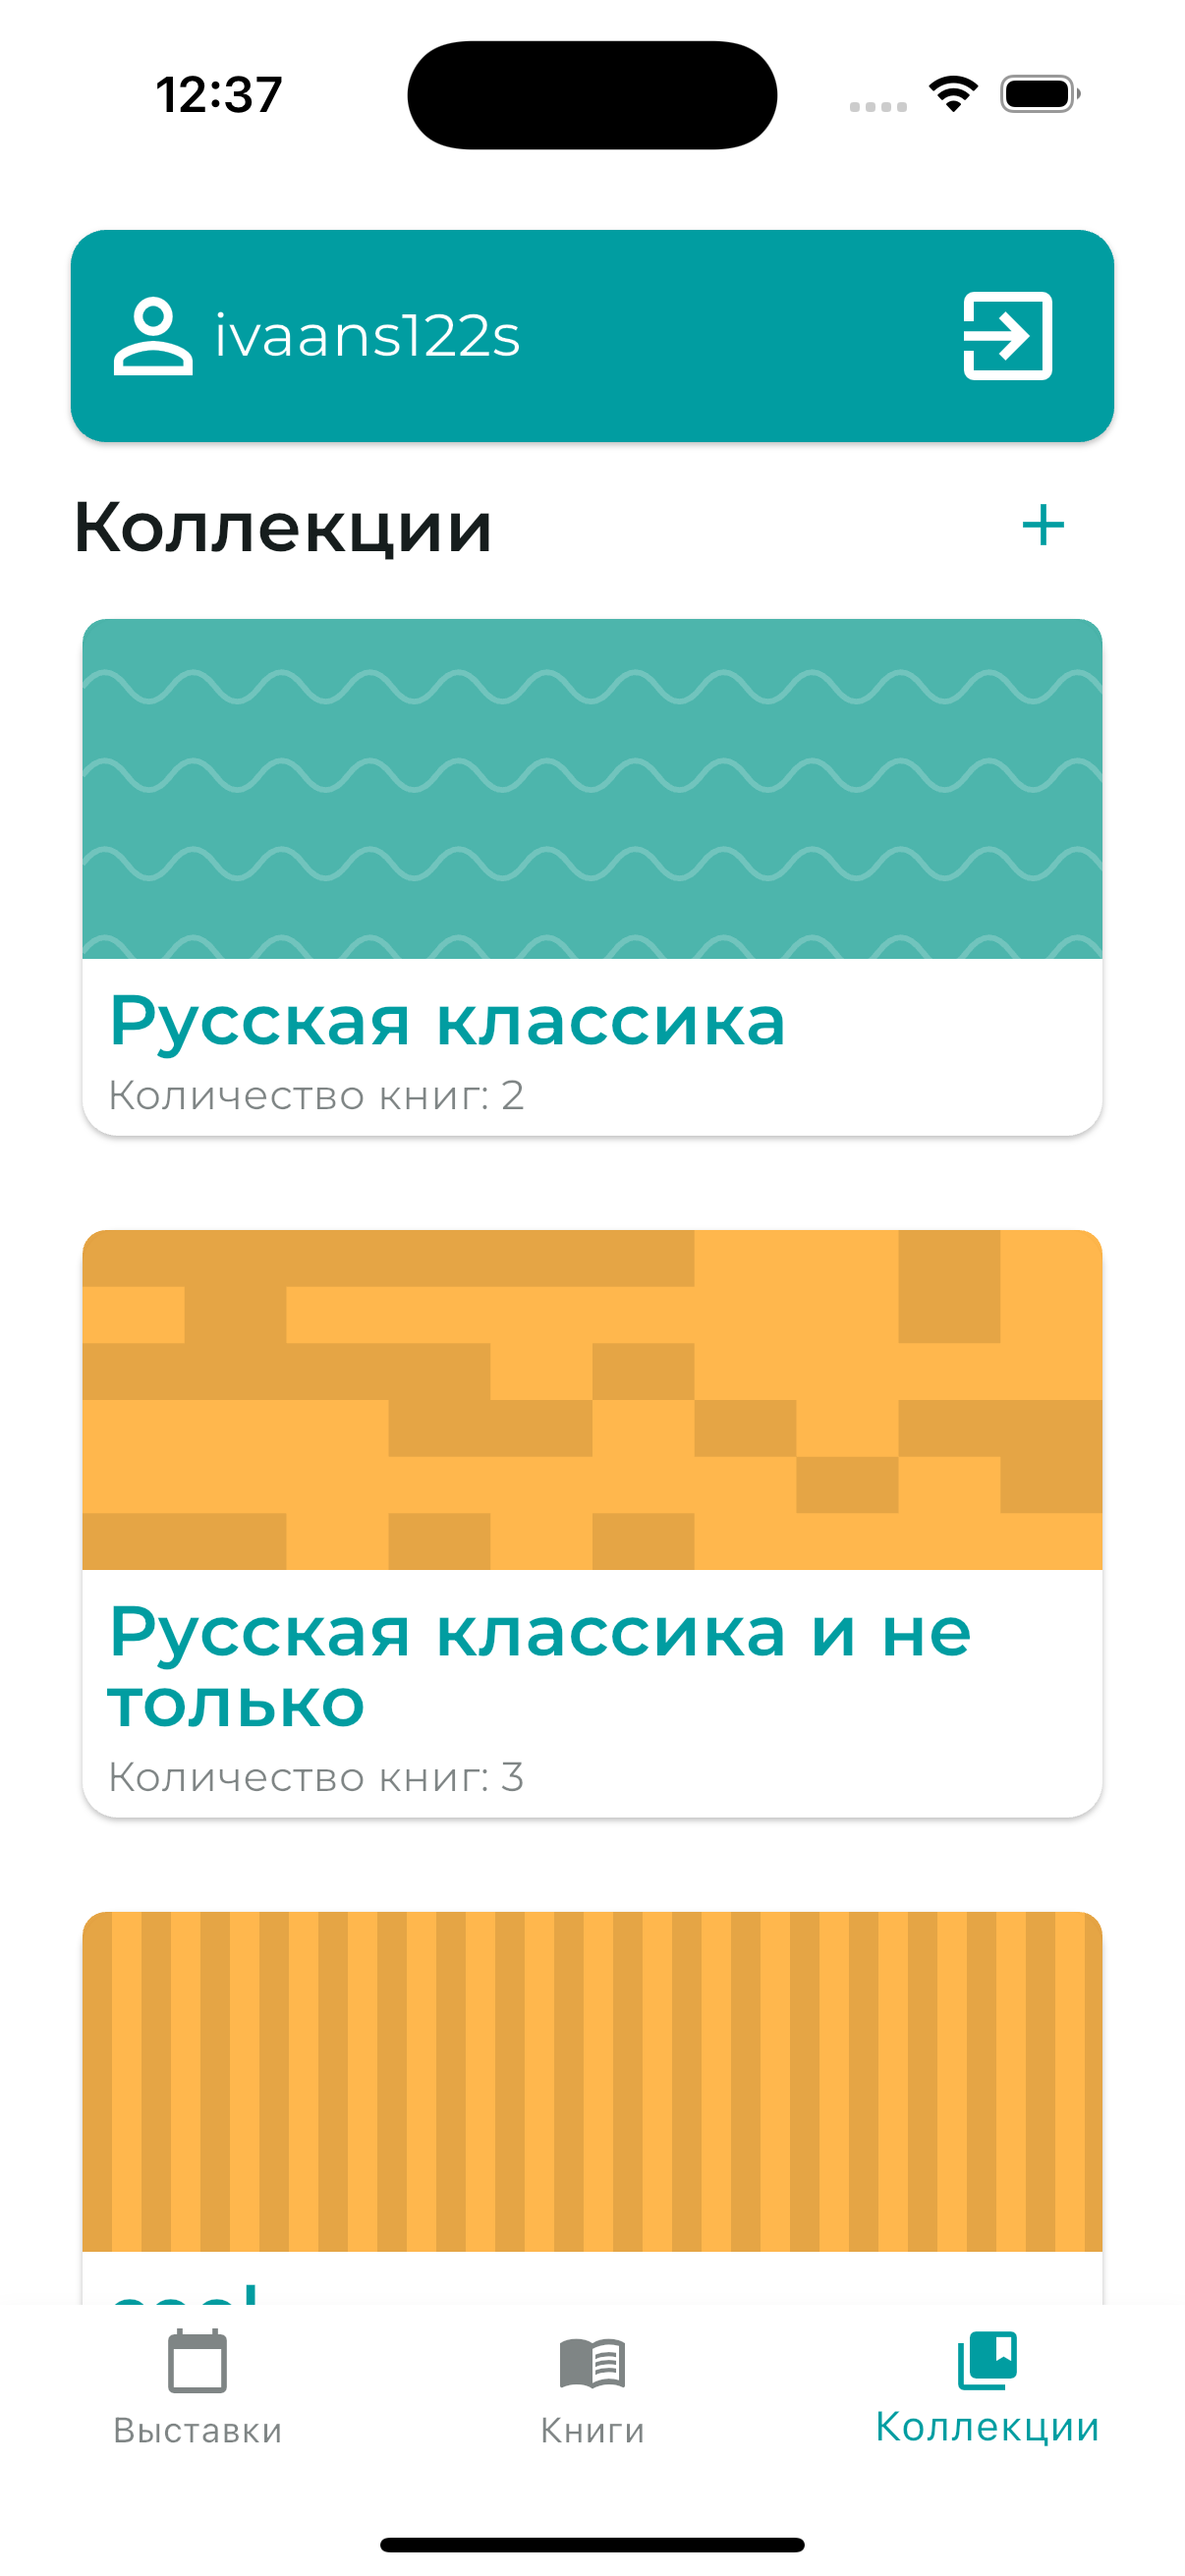 12:37
ivaans122s
Коллекции
Русская классика
Количество книг: 2
Русская классика и не
только
Количество книг: 3
Выставки
Книги
Коллекции